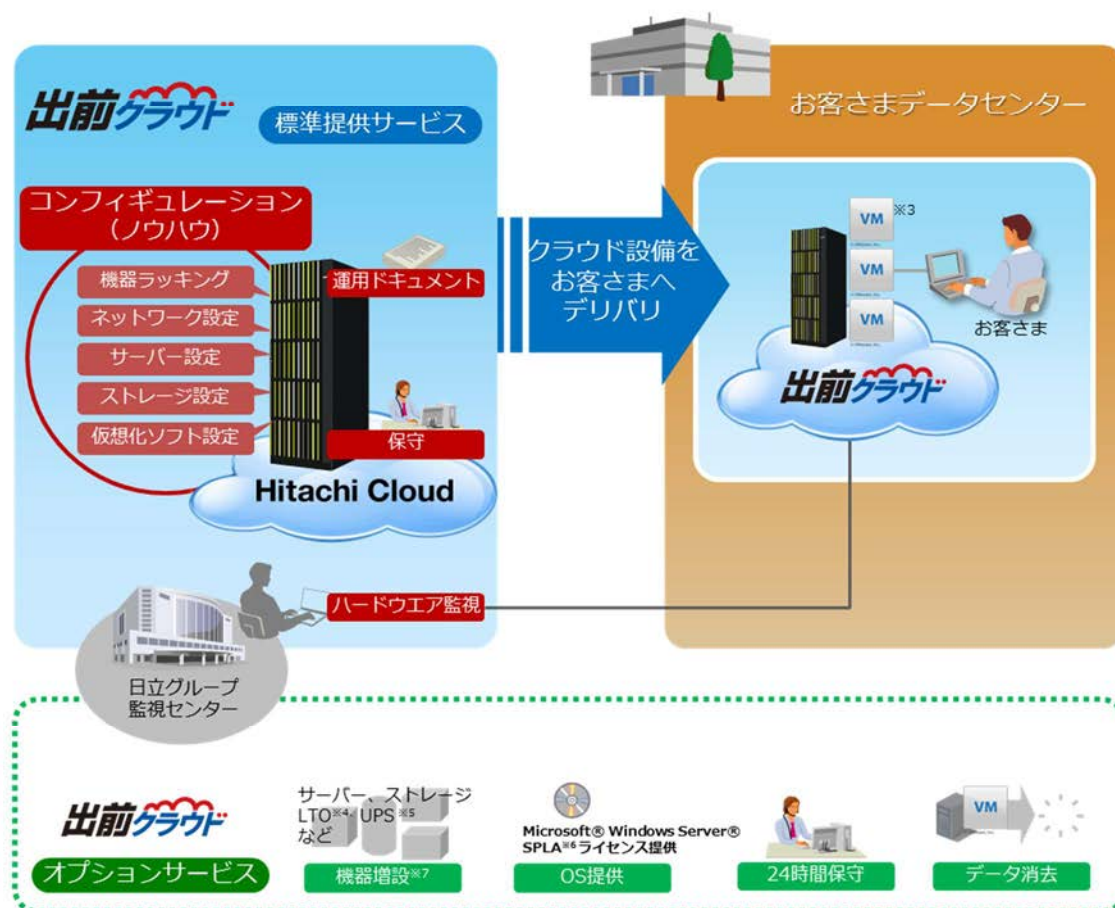 出前クラウド
標準提供サービス
コンフィギュレーション
(ノウハウ)
機器ラッキング
ネットワーク設定
サーバー設定
ストレージ設定
仮想化ソフト設定
運用ドキュメント
保守
Hitachi Cloud
ハードウエア監視
日立グループ
監視センター
クラウド設備を
お客さまへ
デリバリ
お客さまデータセンター
VM ※3
VM
VM
お客さま
出前クラウド
出前クラウド
オプションサービス
サーバー、ストレージ
LTO※4、UPS※5
など
機器増設※7
Microsoft® Windows Server®
SPLA※6ライセンス提供
OS提供
24時間保守
VM
データ消去